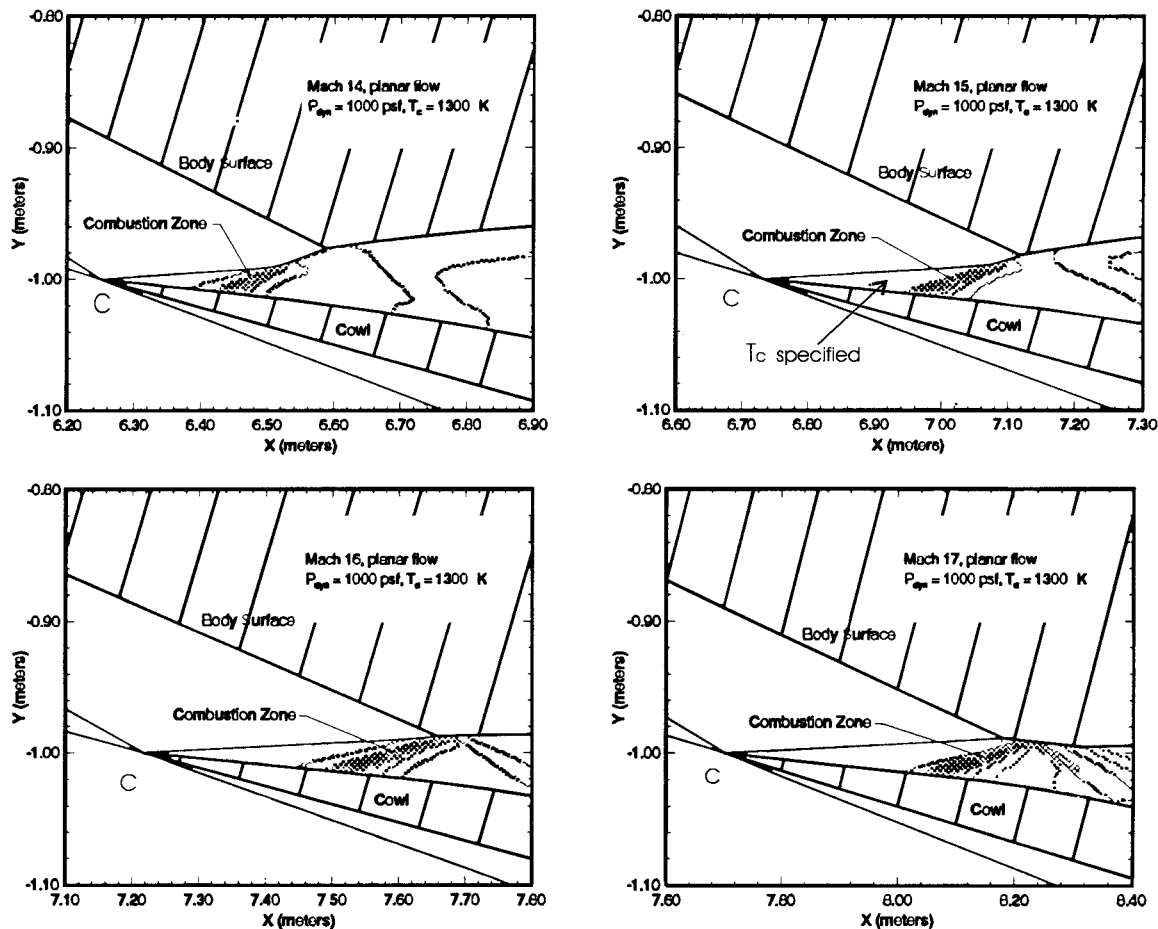 -0.80
-0.90
-1.00
-1.10
Y (meters)
Mach 14, planar flow
P_dyn = 1000 psf, T_c = 1300 K
Body Surface
Combustion Zone
C
Cowl
6.20 6.30 6.40 6.50 6.60 6.70 6.80 6.90
X (meters)
-0.80
-0.90
-1.00
-1.10
Y (meters)
Mach 15, planar flow
P_dyn = 1000 psf, T_c = 1300 K
Body Surface
Combustion Zone
C
Cowl
Tc specified
6.60 6.70 6.80 6.90 7.00 7.10 7.20 7.30
X (meters)
-0.80
-0.90
-1.00
-1.10
Y (meters)
Mach 16, planar flow
P_dyn = 1000 psf, T_c = 1300 K
Body Surface
Combustion Zone
C
Cowl
7.10 7.20 7.30 7.40 7.50 7.60 7.70 7.80
X (meters)
-0.80
-0.90
-1.00
-1.10
Y (meters)
Mach 17, planar flow
P_dyn = 1000 psf, T_c = 1300 K
Body Surface
Combustion Zone
C
Cowl
7.60 7.80 8.00 8.20 8.40
X (meters)